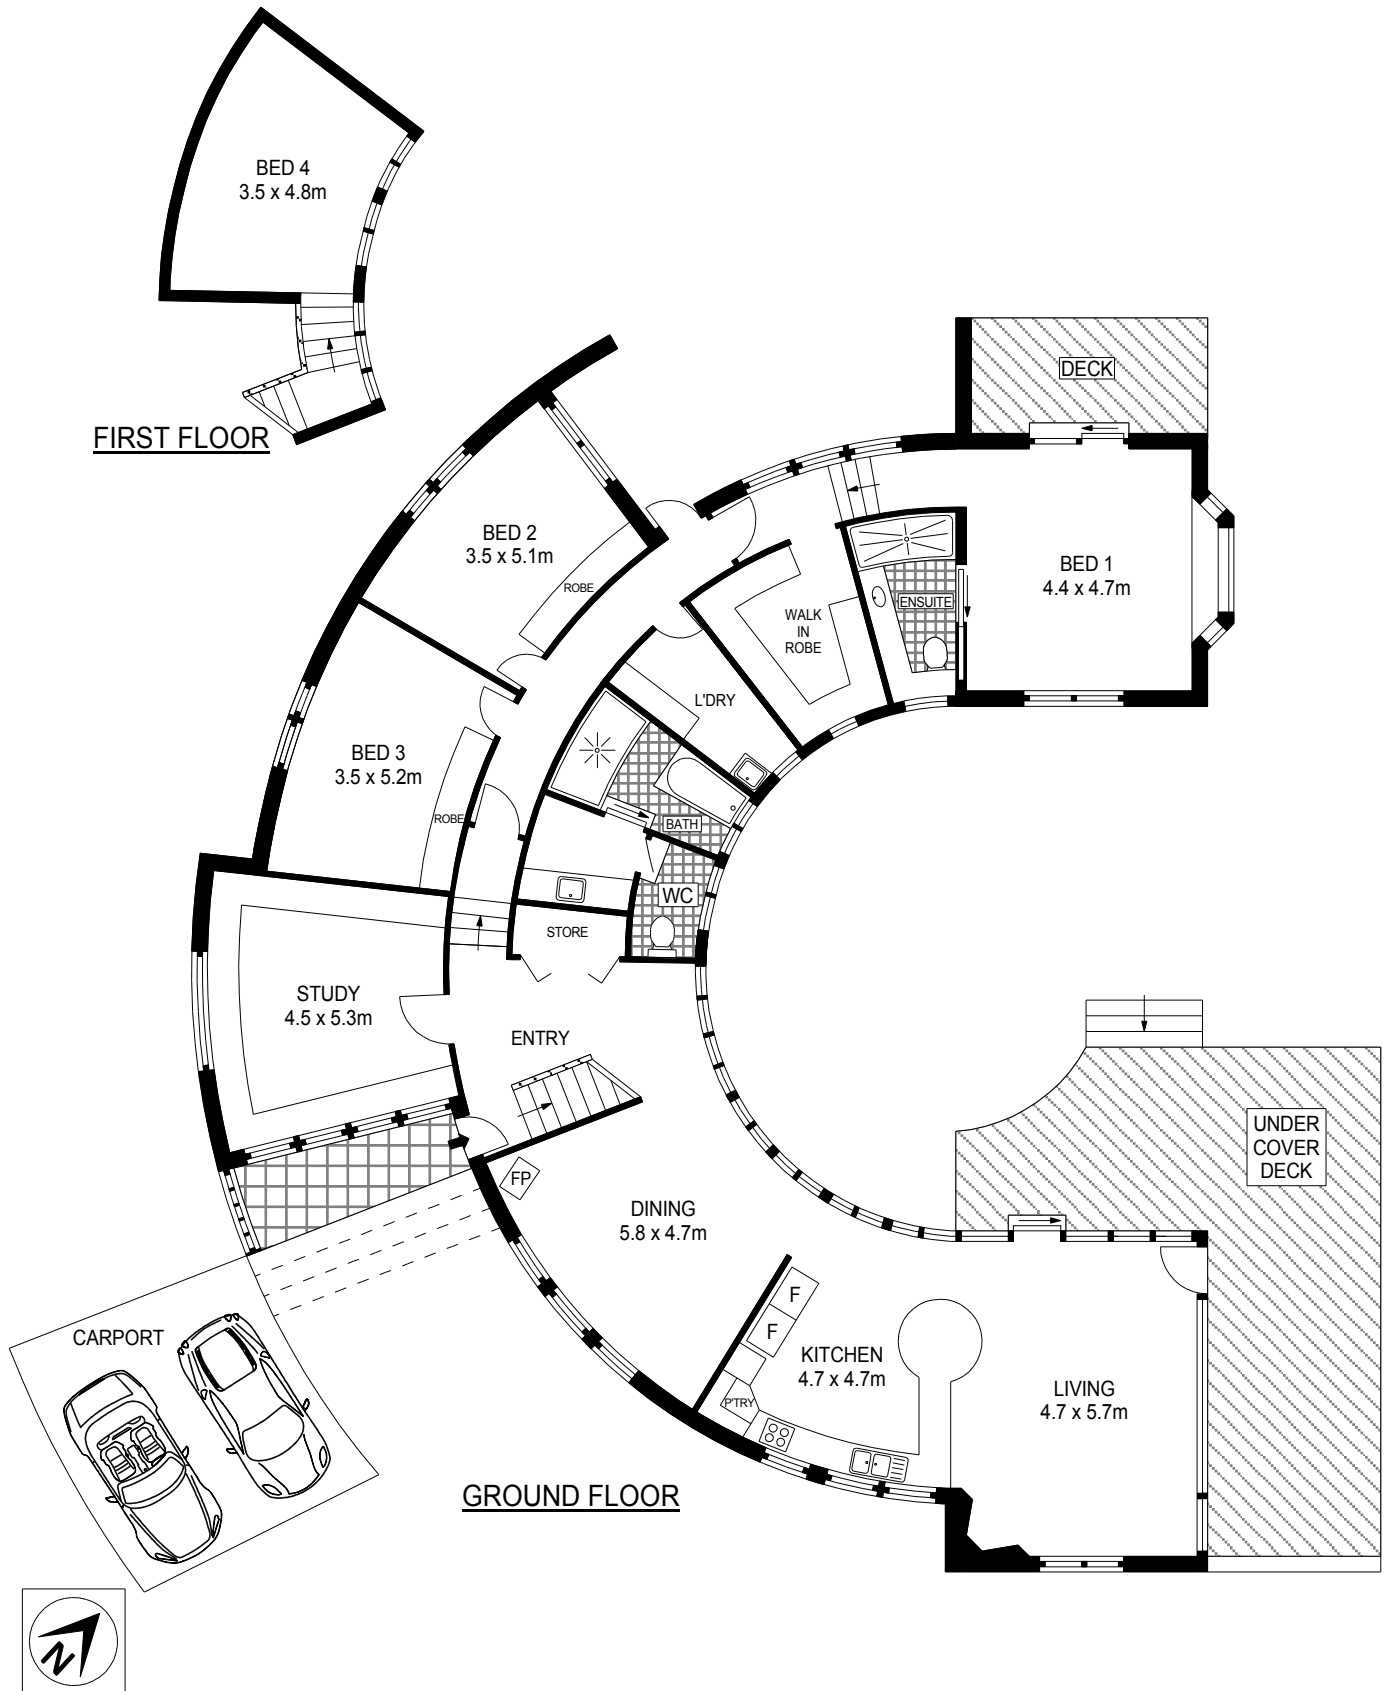 BED 4
3.5 x 4.8m
FIRST FLOOR
DECK
BED 2
3.5 x 5.1m
ROBE
BED 1
4.4 x 4.7m
ENSUITE
WALK
IN
ROBE
L'DRY
BED 3
3.5 x 5.2m
ROBE
BATH
WC
STORE
STUDY
4.5 x 5.3m
ENTRY
UNDER
COVER
DECK
FP
DINING
5.8 x 4.7m
F
F
CARPORT
KITCHEN
4.7 x 4.7m
P'TRY
LIVING
4.7 x 5.7m
GROUND FLOOR
N